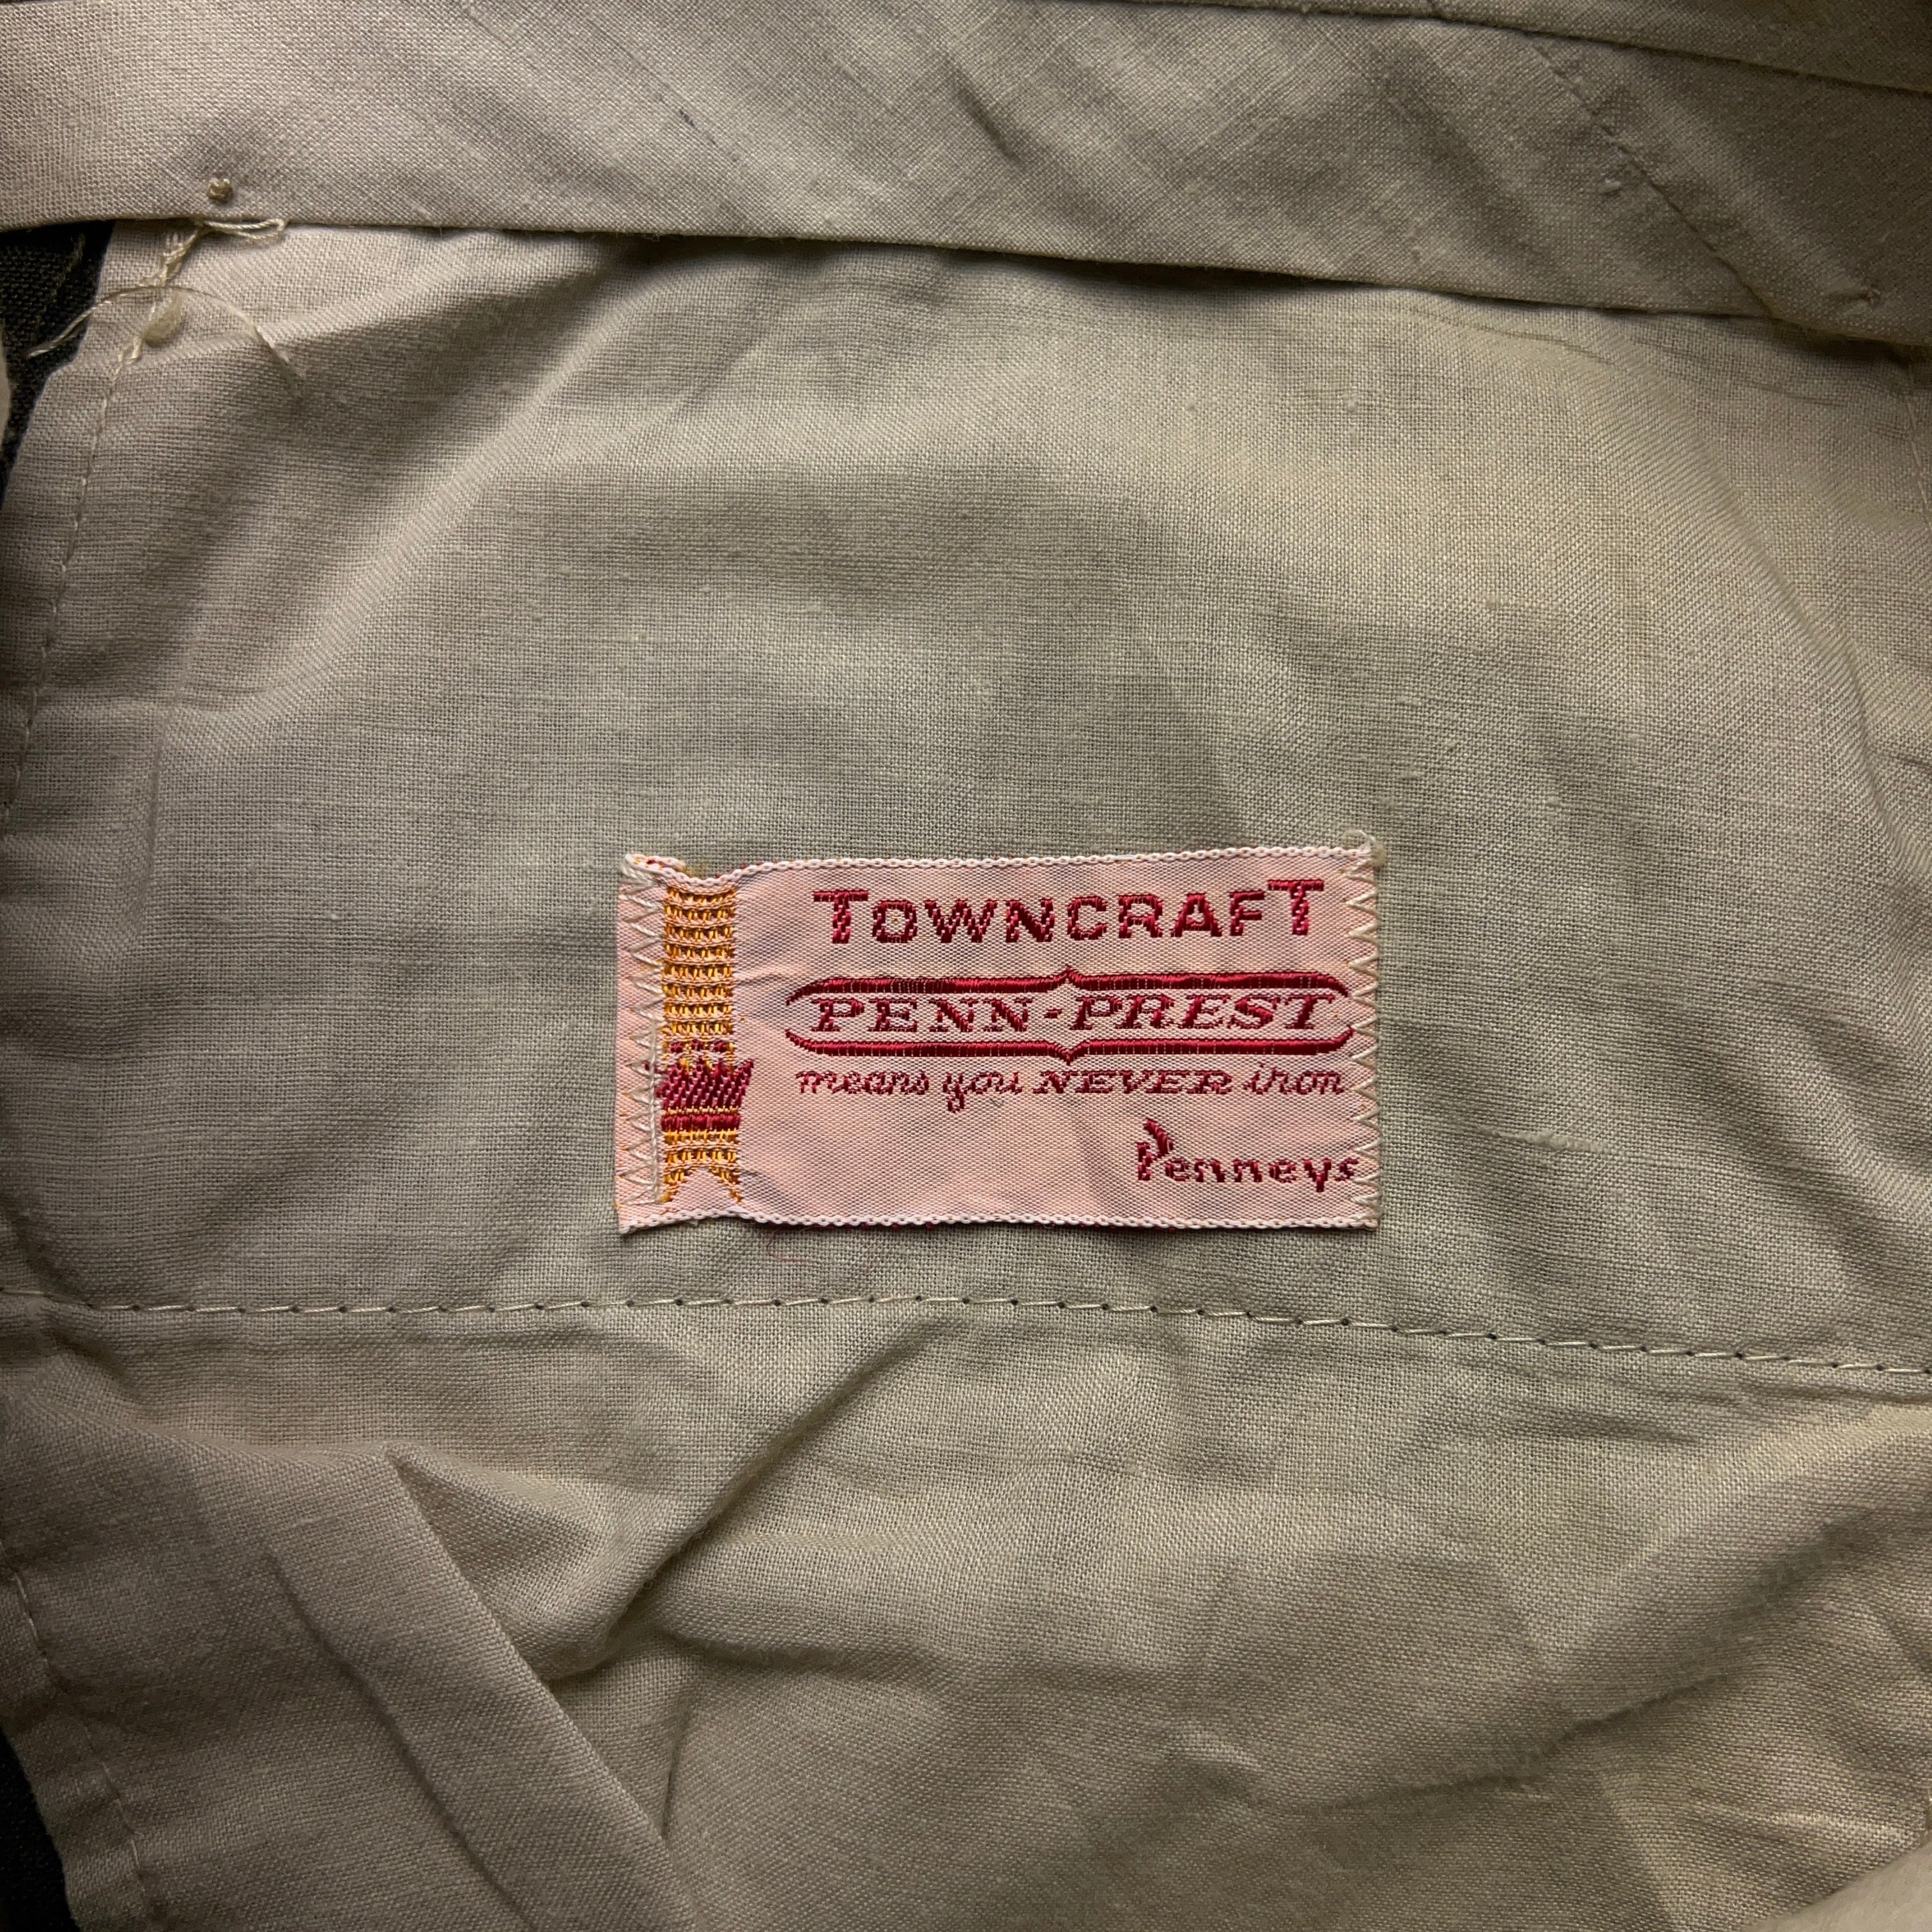 TOWNCRAFT
PENN-PREST
means you NEVER iron
Penneys